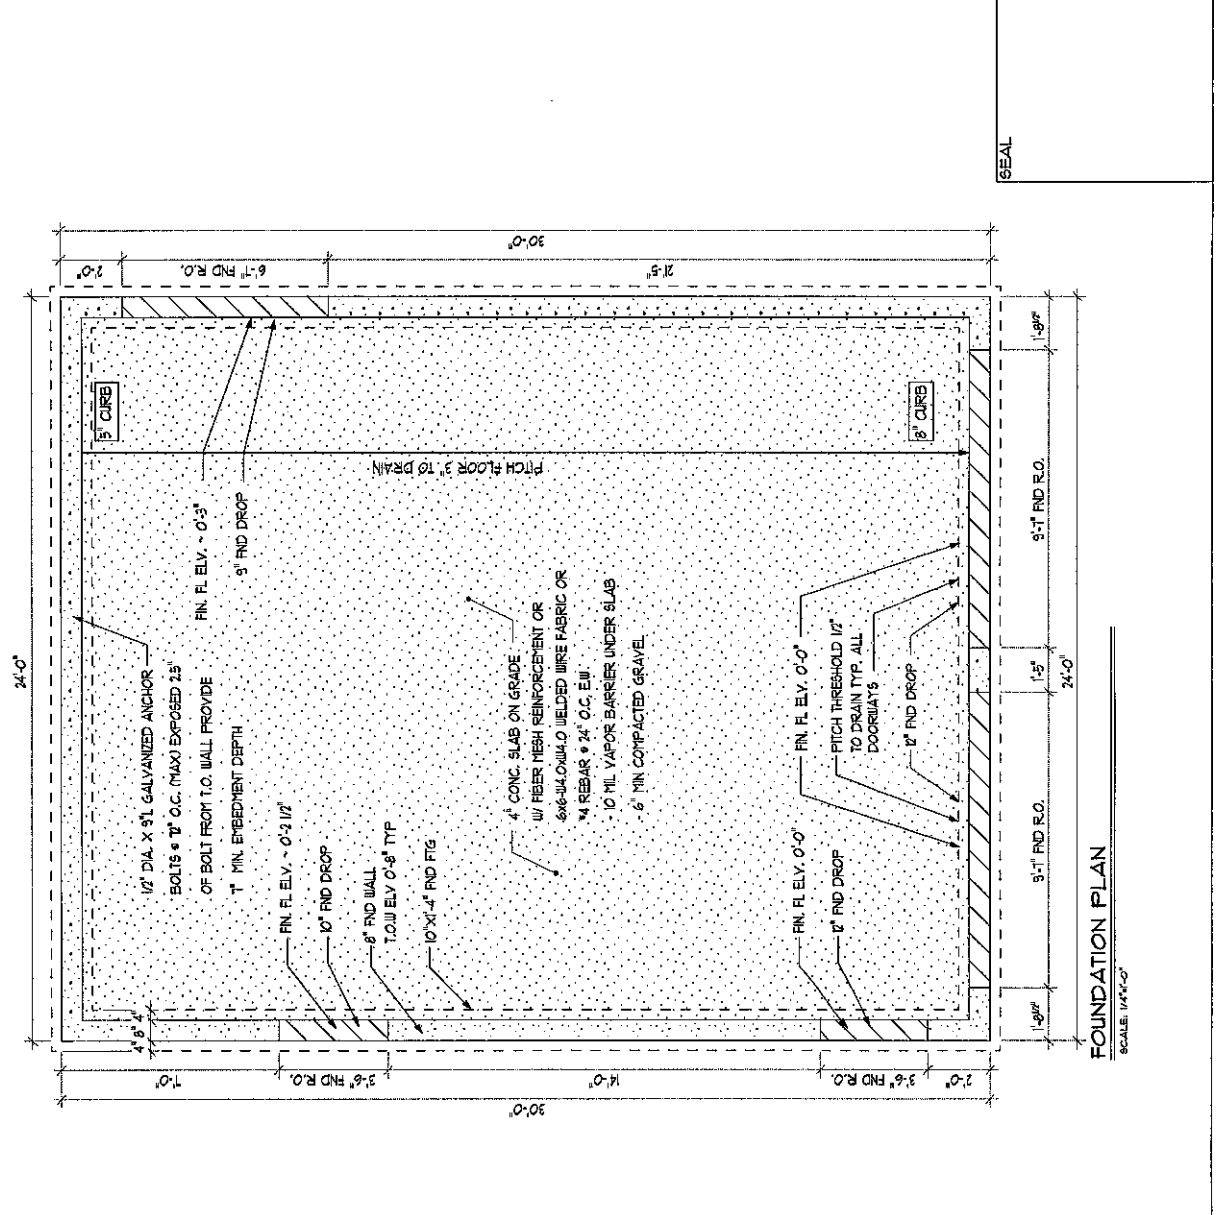 SEAL
24'-0"
30'-0"
2'-0"
6'-1" FND R.O.
21'-5"
5" CURB
8" CURB
PITCH FLOOR 3" TO DRAIN
FIN. FL ELV. ~ 0'-3"
9" FND DROP
1/2" DIA. X 9"L GALVANIZED ANCHOR
BOLTS @ 72" O.C. (MAX) EXPOSED 2.5"
OF BOLT FROM T.O. WALL PROVIDE
7" MIN. EMBEDMENT DEPTH
4" CONC. SLAB ON GRADE
W/ FIBER MESH REINFORCEMENT OR
6x6-W4.0xW4.0 WELDED WIRE FABRIC OR
#4 REBAR @ 24" O.C. E.W.
- 10 MIL VAPOR BARRIER UNDER SLAB
- 6" MIN COMPACTED GRAVEL
FIN. FL ELV. ~ 0'-2 1/2"
10" FND DROP
8" FND WALL
T.O.W ELV 0'-8" TYP
10"x1'-4" FND FTG
FIN. FL ELV. 0'-0"
PITCH THRESHOLD 1/2"
TO DRAIN TYP. ALL
DOORWAYS
12" FND DROP
FIN. FL ELV. 0'-0"
12" FND DROP
4" 8" 4"
7'-0"
3'-6" FND R.O.
14'-0"
3'-6" FND R.O.
2'-0"
30'-0"
1'-8 1/2"
9'-1" FND R.O.
1'-5"
9'-1" FND R.O.
1'-8 1/2"
24'-0"
FOUNDATION PLAN
SCALE: 1/4"=1'-0"